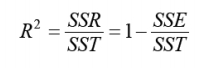 R² = SSR/SST = 1 − SSE/SST